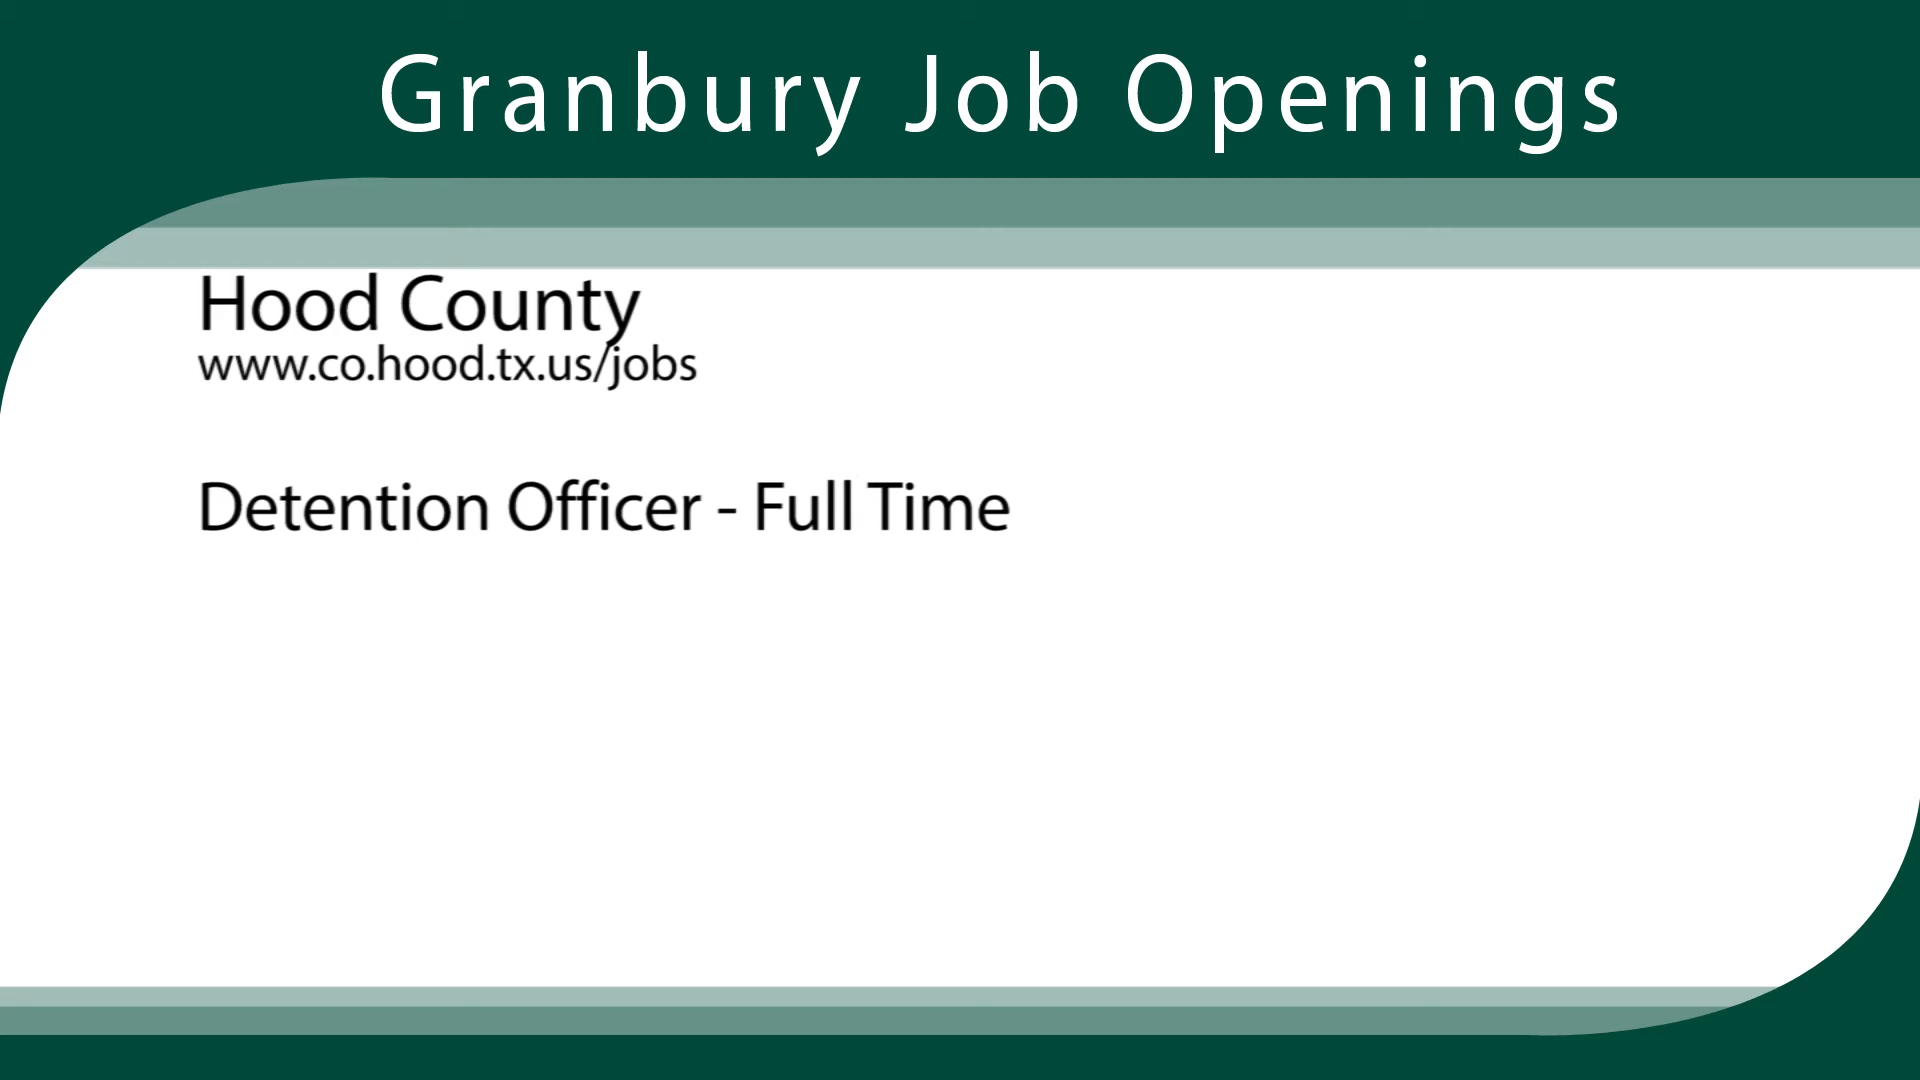 Granbury Job Openings
Hood County
www.co.hood.tx.us/jobs
Detention Officer - Full Time